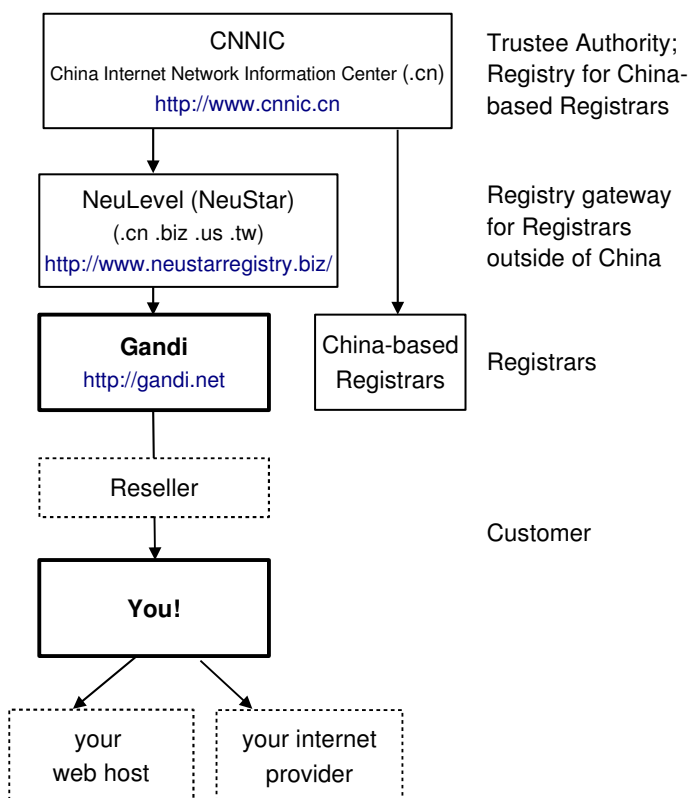 CNNIC
China Internet Network Information Center (.cn)
http://www.cnnic.cn
Trustee Authority;
Registry for China-
based Registrars
NeuLevel (NeuStar)
(.cn .biz .us .tw)
http://www.neustarregistry.biz/
Registry gateway
for Registrars
outside of China
Gandi
http://gandi.net
China-based
Registrars
Registrars
Reseller
Customer
You!
your
web host
your internet
provider